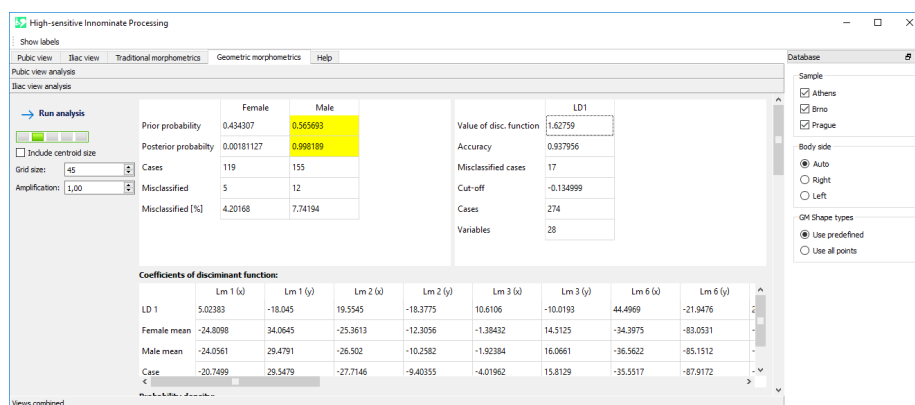 High-sensitive Innominate Processing
Show labels
Pubic view Iliac view Traditional morphometrics Geometric morphometrics Help
Pubic view analysis
Iliac view analysis
Run analysis
Include centroid size
Grid size: 45
Amplification: 1,00
Female Male
Prior probability 0.434307 0.565693
Posterior probabilty 0.00181127 0.998189
Cases 119 155
Misclassified 5 12
Misclassified [%] 4.20168 7.74194
LD1
Value of disc. function 1.62759
Accuracy 0.937956
Misclassified cases 17
Cut-off -0.134999
Cases 274
Variables 28
Coefficients of disciminant function:
Lm 1 (x) Lm 1 (y) Lm 2 (x) Lm 2 (y) Lm 3 (x) Lm 3 (y) Lm 6 (x) Lm 6 (y)
LD 1 5.02383 -18.045 19.5545 -18.3775 10.6106 -10.0193 44.4969 -21.9476
Female mean -24.8098 34.0645 -25.3613 -12.3056 -1.38432 14.5125 -34.3975 -83.0531
Male mean -24.0561 29.4791 -26.502 -10.2582 -1.92384 16.0661 -36.5622 -85.1512
Case -20.7499 29.5479 -27.7146 -9.40355 -4.01962 15.8129 -35.5517 -87.9172
Views combined
Database
Sample
Athens
Brno
Prague
Body side
Auto
Right
Left
GM Shape types
Use predefined
Use all points